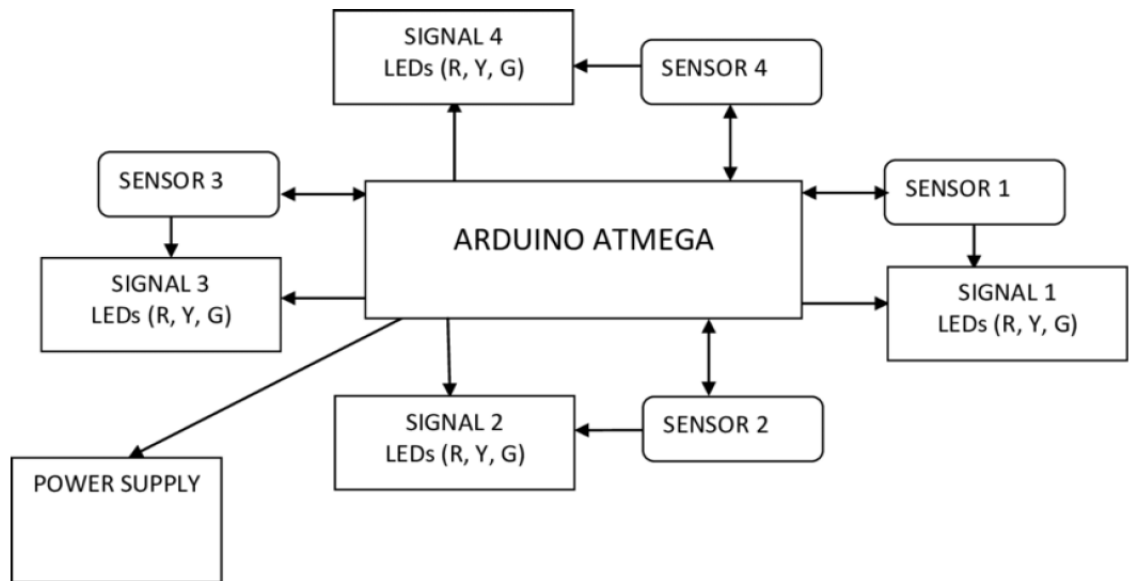 SIGNAL 4
LEDs (R, Y, G)
SENSOR 4
SENSOR 3
SENSOR 1
ARDUINO ATMEGA
SIGNAL 3
LEDs (R, Y, G)
SIGNAL 1
LEDs (R, Y, G)
SIGNAL 2
LEDs (R, Y, G)
SENSOR 2
POWER SUPPLY